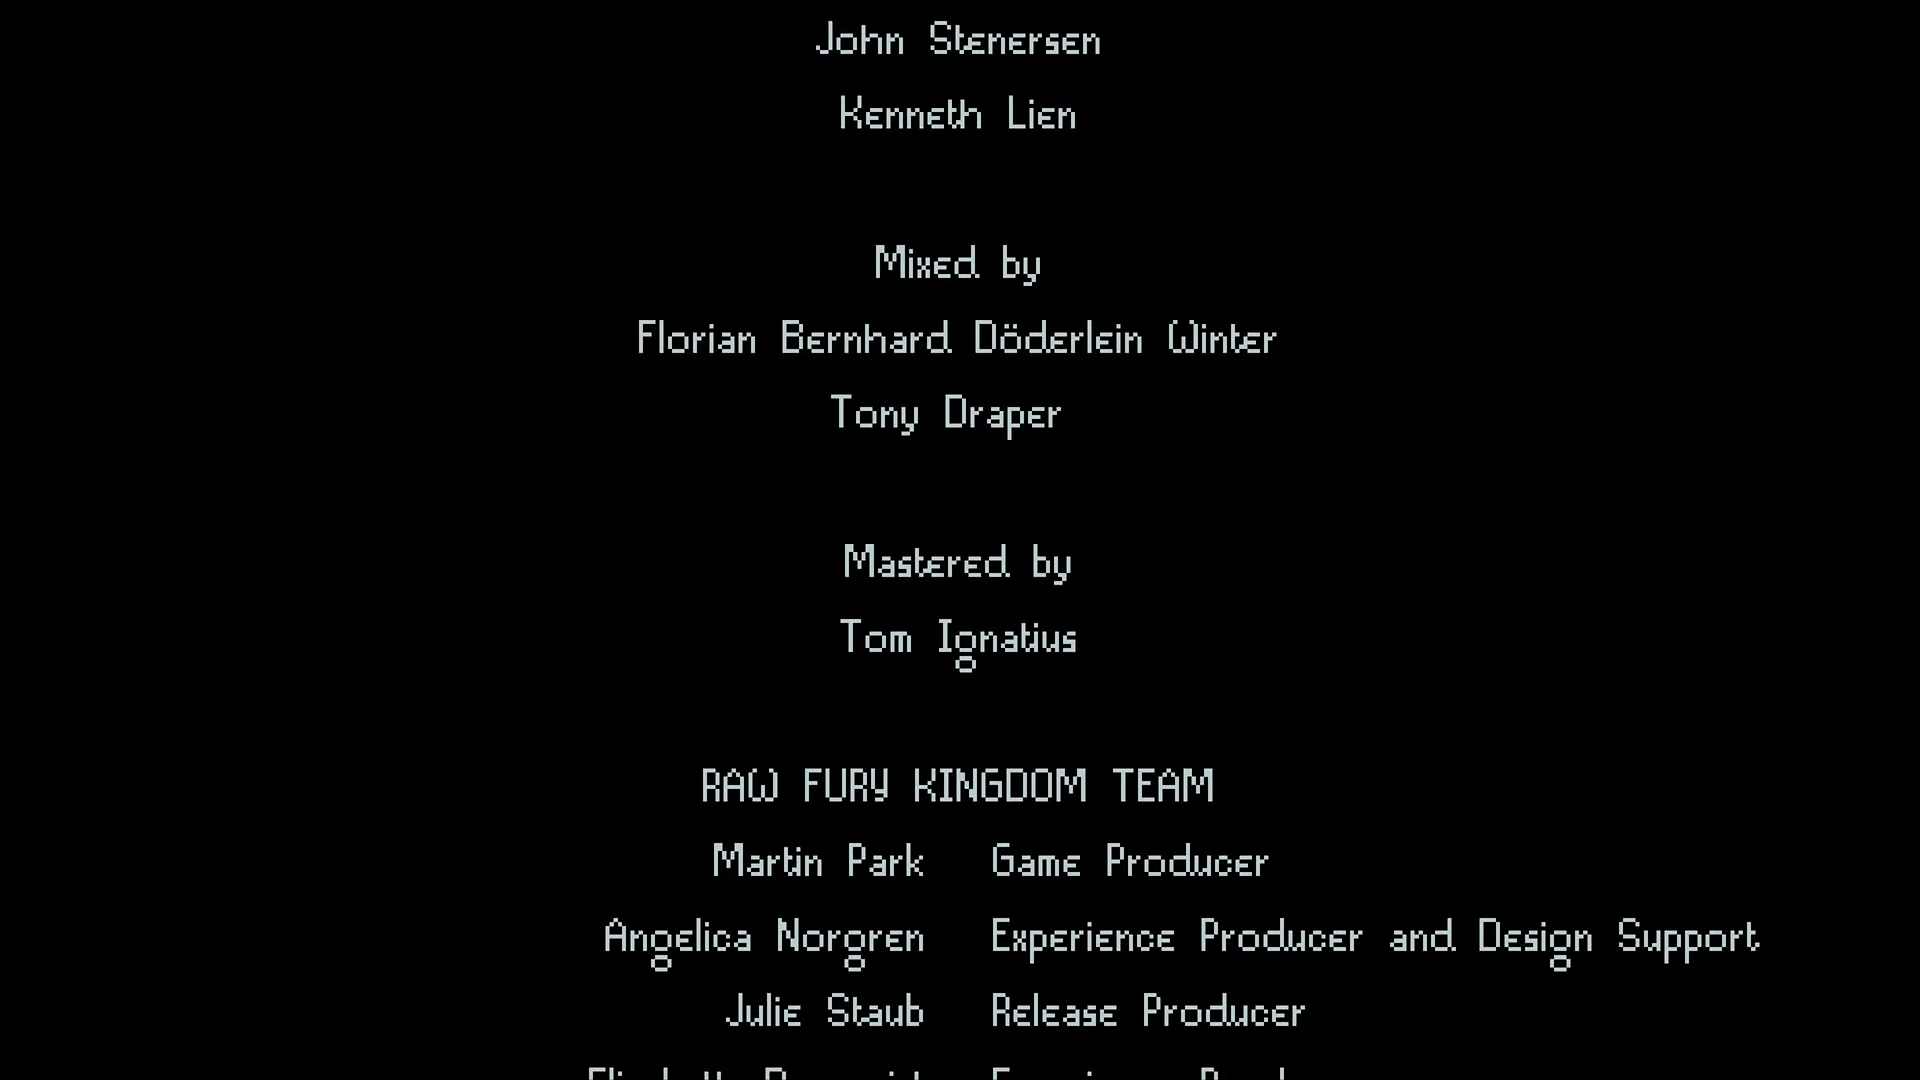 John Stenersen
Kenneth Lien
Mixed by
Florian Bernhard Döderlein Winter
Tony Draper
Mastered by
Tom Ignatius
RAW FURY KINGDOM TEAM
Martin Park Game Producer
Angelica Norgren Experience Producer and Design Support
Julie Staub Release Producer